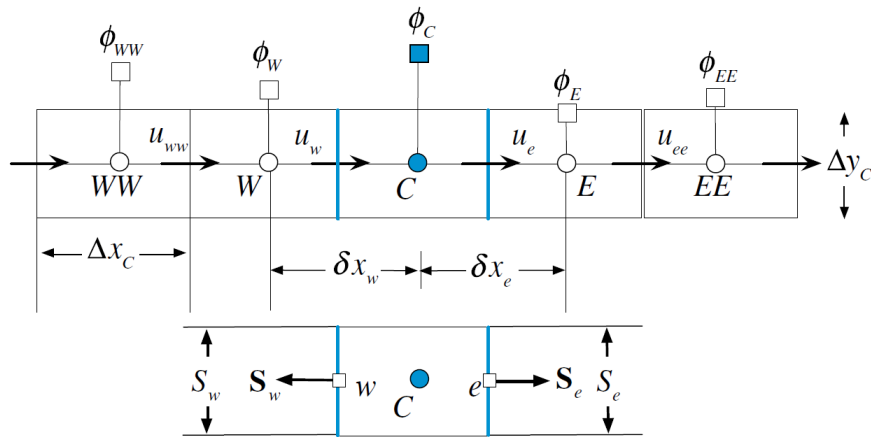 ϕ_WW ϕ_W ϕ_C ϕ_E ϕ_EE
u_ww u_w u_e u_ee
WW W C E EE Δy_C
Δx_C δx_w δx_e
S_w 𝐒_w w C e 𝐒_e S_e